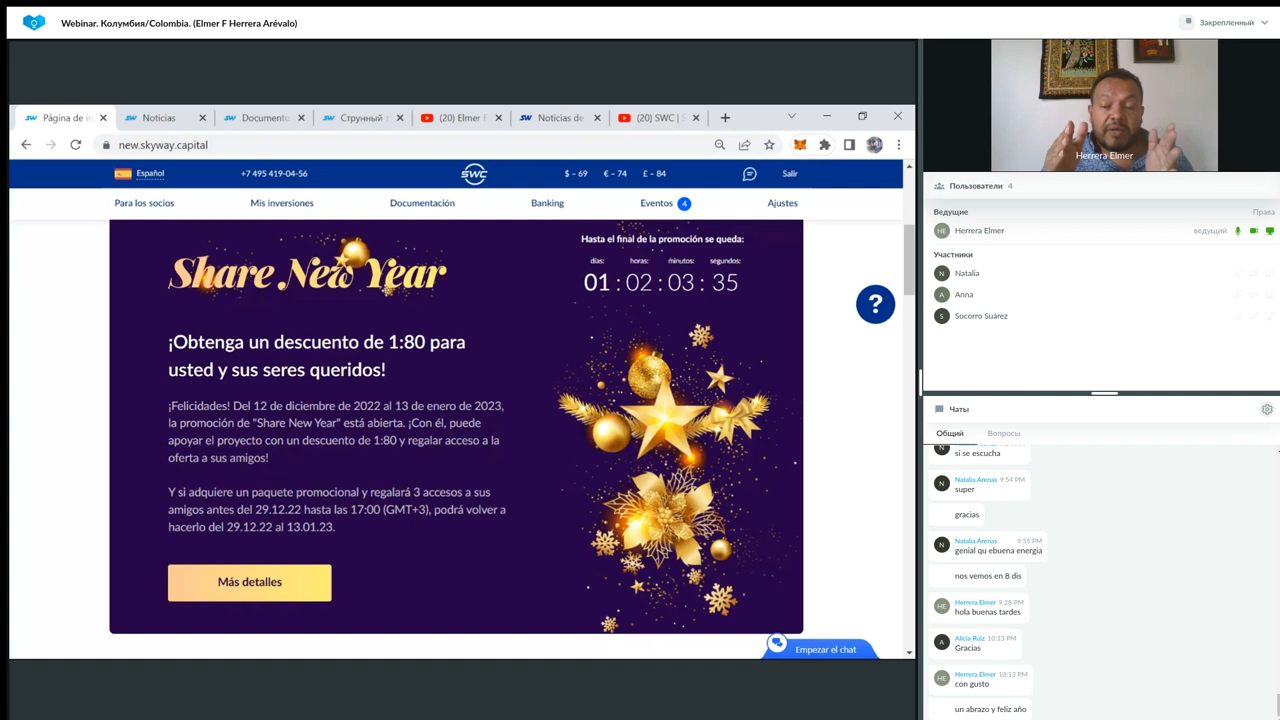 Webinar. Колумбия/Colombia. (Elmer F Herrera Arévalo)
Закрепленный
Página de in
Noticias
Documento
Струнный
(20) Elmer F
Noticias de
(20) SWC | S
new.skyway.capital
Español
+7 495 419-04-56
SWC
$ – 69
€ – 74
£ – 84
Salir
Para los socios
Mis inversiones
Documentación
Banking
Eventos 4
Ajustes
Share New Year
Hasta el final de la promoción se queda:
días: horas: minutos: segundos:
01 : 02 : 03 : 35
¡Obtenga un descuento de 1:80 para
usted y sus seres queridos!
¡Felicidades! Del 12 de diciembre de 2022 al 13 de enero de 2023,
la promoción de "Share New Year" está abierta. ¡Con él, puede
apoyar el proyecto con un descuento de 1:80 y regalar acceso a la
oferta a sus amigos!
Y si adquiere un paquete promocional y regalará 3 accesos a sus
amigos antes del 29.12.22 hasta las 17:00 (GMT+3), podrá volver a
hacerlo del 29.12.22 al 13.01.23.
Más detalles
?
Empezar el chat
Herrera Elmer
Пользователи 4
Ведущие
Права
HE Herrera Elmer
ведущий
Участники
N Natalia
A Anna
S Socorro Suárez
Чаты
Общий
Вопросы
si se escucha
N Natalia Arenas 9:54 PM
super
gracias
N Natalia Arenas 9:55 PM
genial qu ebuena energia
nos vemos en 8 dis
HE Herrera Elmer 9:28 PM
hola buenas tardes
A Alicia Ruiz 10:13 PM
Gracias
HE Herrera Elmer 10:13 PM
con gusto
un abrazo y feliz año